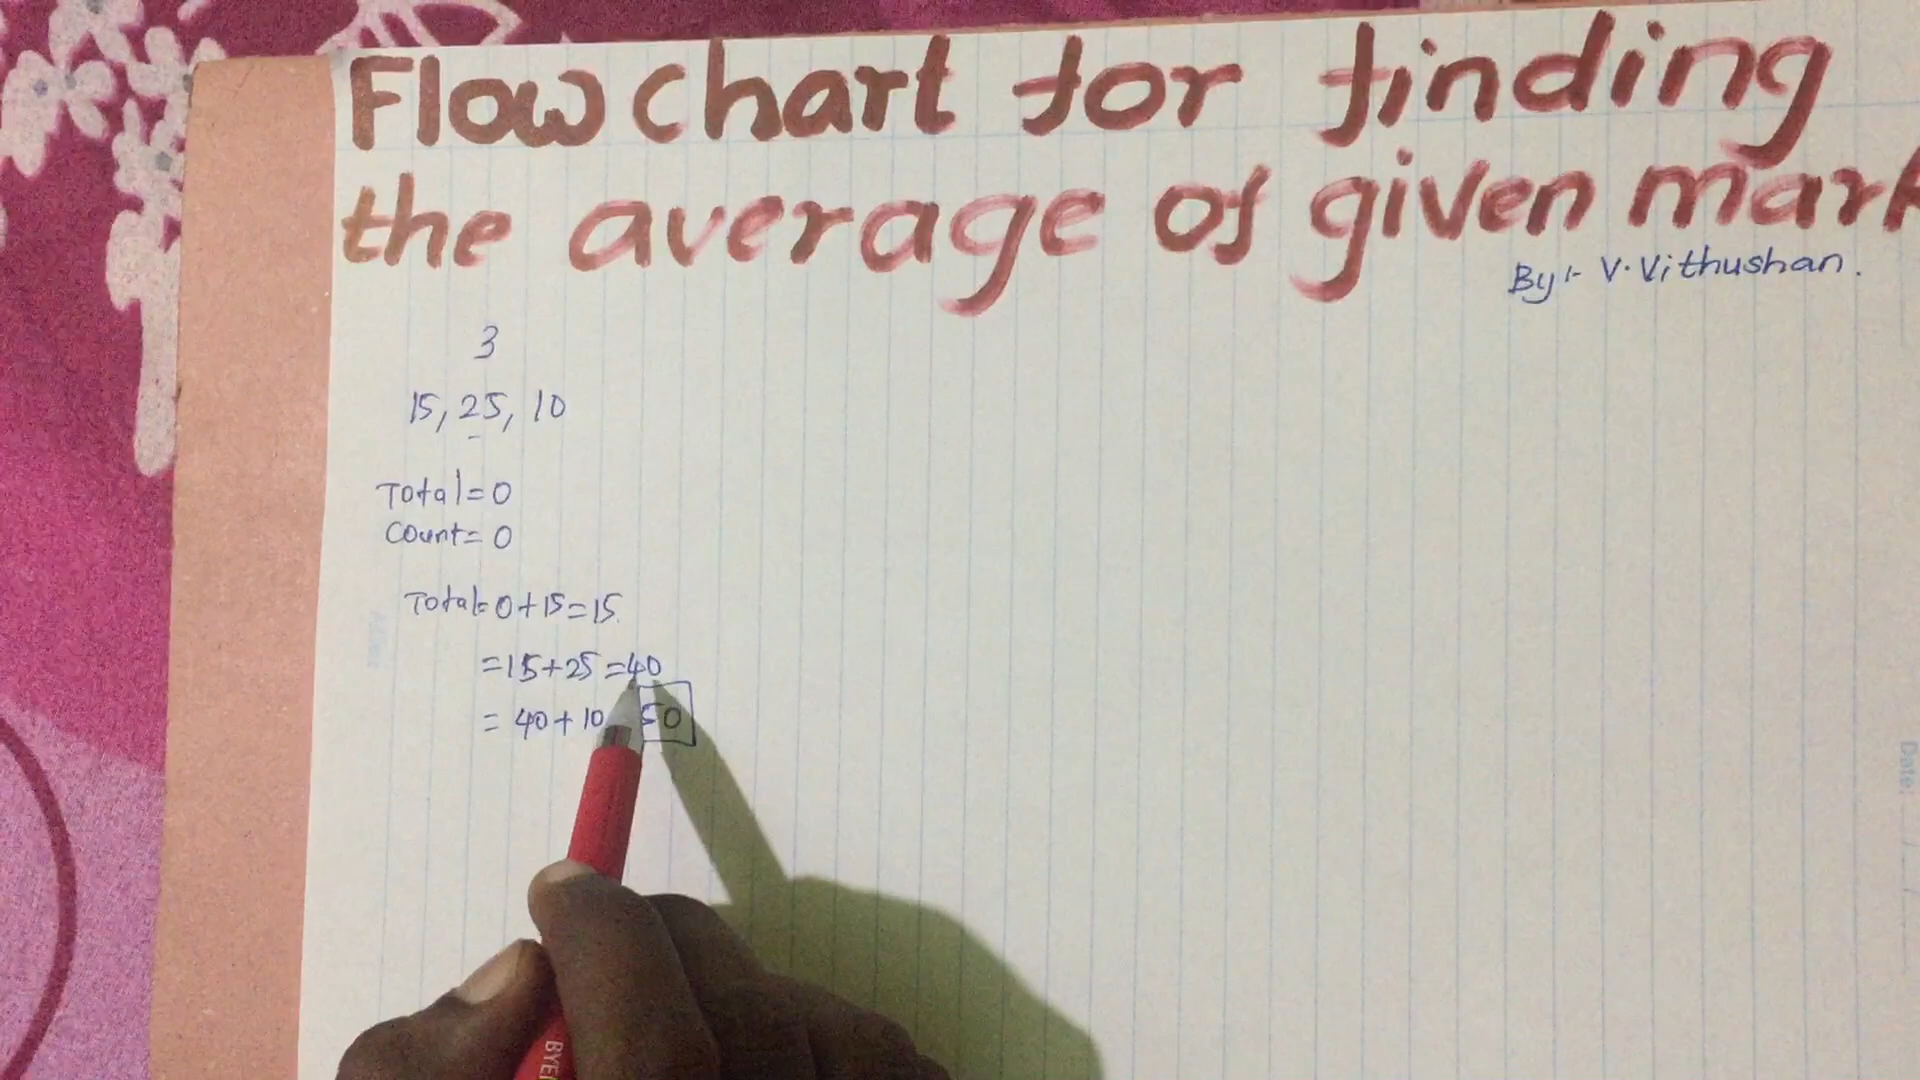 Flow chart for finding
the average of given mark
By:- V. Vithushan.
3
15, 25, 10
Total = 0
Count = 0
Total = 0 + 15 = 15
= 15 + 25 = 40
= 40 + 10 50
Date: